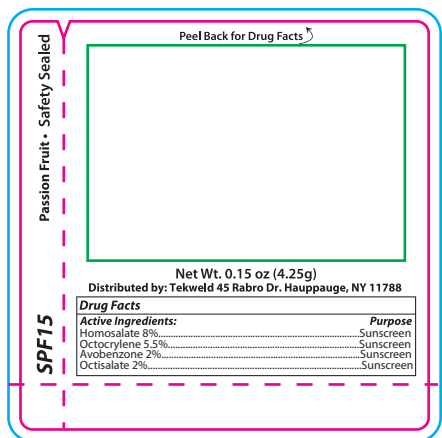 Peel Back for Drug Facts
Passion Fruit • Safety Sealed
SPF15
Net Wt. 0.15 oz (4.25g)
Distributed by: Tekweld 45 Rabro Dr. Hauppauge, NY 11788
Drug Facts
Active Ingredients: Purpose
Homosalate 8%..........Sunscreen
Octocrylene 5.5%..........Sunscreen
Avobenzone 2%..........Sunscreen
Octisalate 2%..........Sunscreen